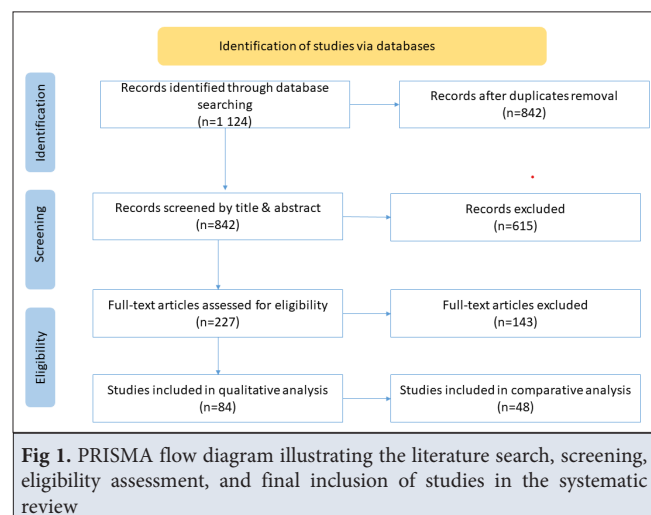 Identification of studies via databases
Identification
Records identified through database
searching
(n=1 124)
Records after duplicates removal
(n=842)
Screening
Records screened by title & abstract
(n=842)
Records excluded
(n=615)
Eligibility
Full-text articles assessed for eligibility
(n=227)
Full-text articles excluded
(n=143)
Studies included in qualitative analysis
(n=84)
Studies included in comparative analysis
(n=48)
Fig 1. PRISMA flow diagram illustrating the literature search, screening,
eligibility assessment, and final inclusion of studies in the systematic
review